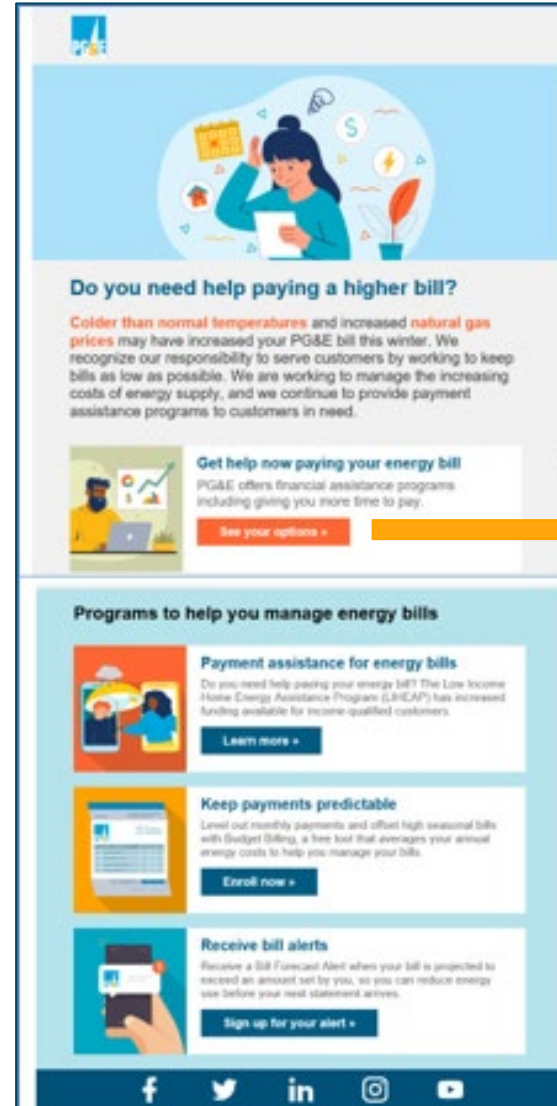 PG&E
Do you need help paying a higher bill?
Colder than normal temperatures and increased natural gas
prices may have increased your PG&E bill this winter. We
recognize our responsibility to serve customers by working to keep
bills as low as possible. We are working to manage the increasing
costs of energy supply, and we continue to provide payment
assistance programs to customers in need.
Get help now paying your energy bill
PG&E offers financial assistance programs
including giving you more time to pay.
See your options »
Programs to help you manage energy bills
Payment assistance for energy bills
Do you need help paying your energy bill? The Low Income
Home Energy Assistance Program (LIHEAP) has increased
funding available for income-qualified customers.
Learn more »
Keep payments predictable
Level out monthly payments and offset high seasonal bills
with Budget Billing, a free tool that averages your annual
energy costs to help you manage your bills.
Enroll now »
Receive bill alerts
Receive a Bill Forecast Alert when your bill is projected to
exceed an amount set by you, so you can reduce energy
use before your next statement arrives.
Sign up for your alert »